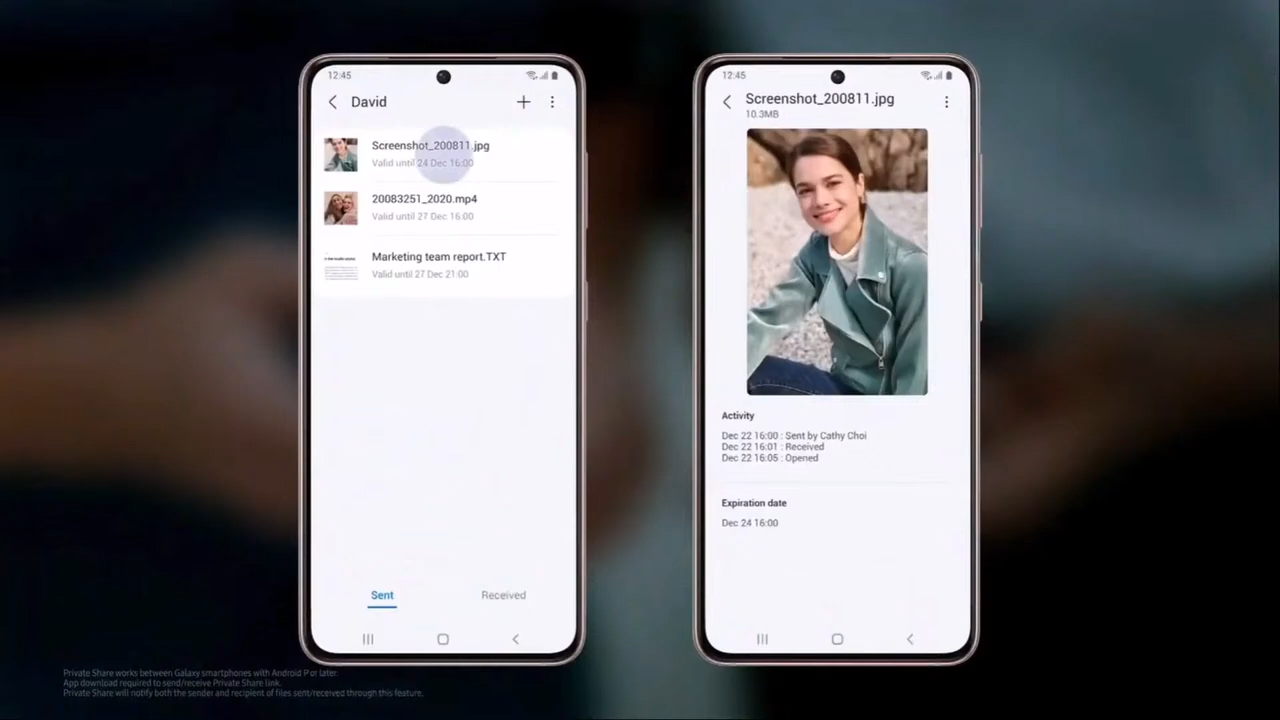 12:45
David
Screenshot_200811.jpg
Valid until 24 Dec 16:00
20083251_2020.mp4
Valid until 27 Dec 16:00
Marketing team report.TXT
Valid until 27 Dec 21:00
Sent
Received
12:45
Screenshot_200811.jpg
10.3MB
Activity
Dec 22 16:00 : Sent by Cathy Choi
Dec 22 16:01 : Received
Dec 22 16:05 : Opened
Expiration date
Dec 24 16:00
Private Share works between Galaxy smartphones with Android P or later.
App download required to send/receive Private Share link.
Private Share will notify both the sender and recipient of files sent/received through this feature.